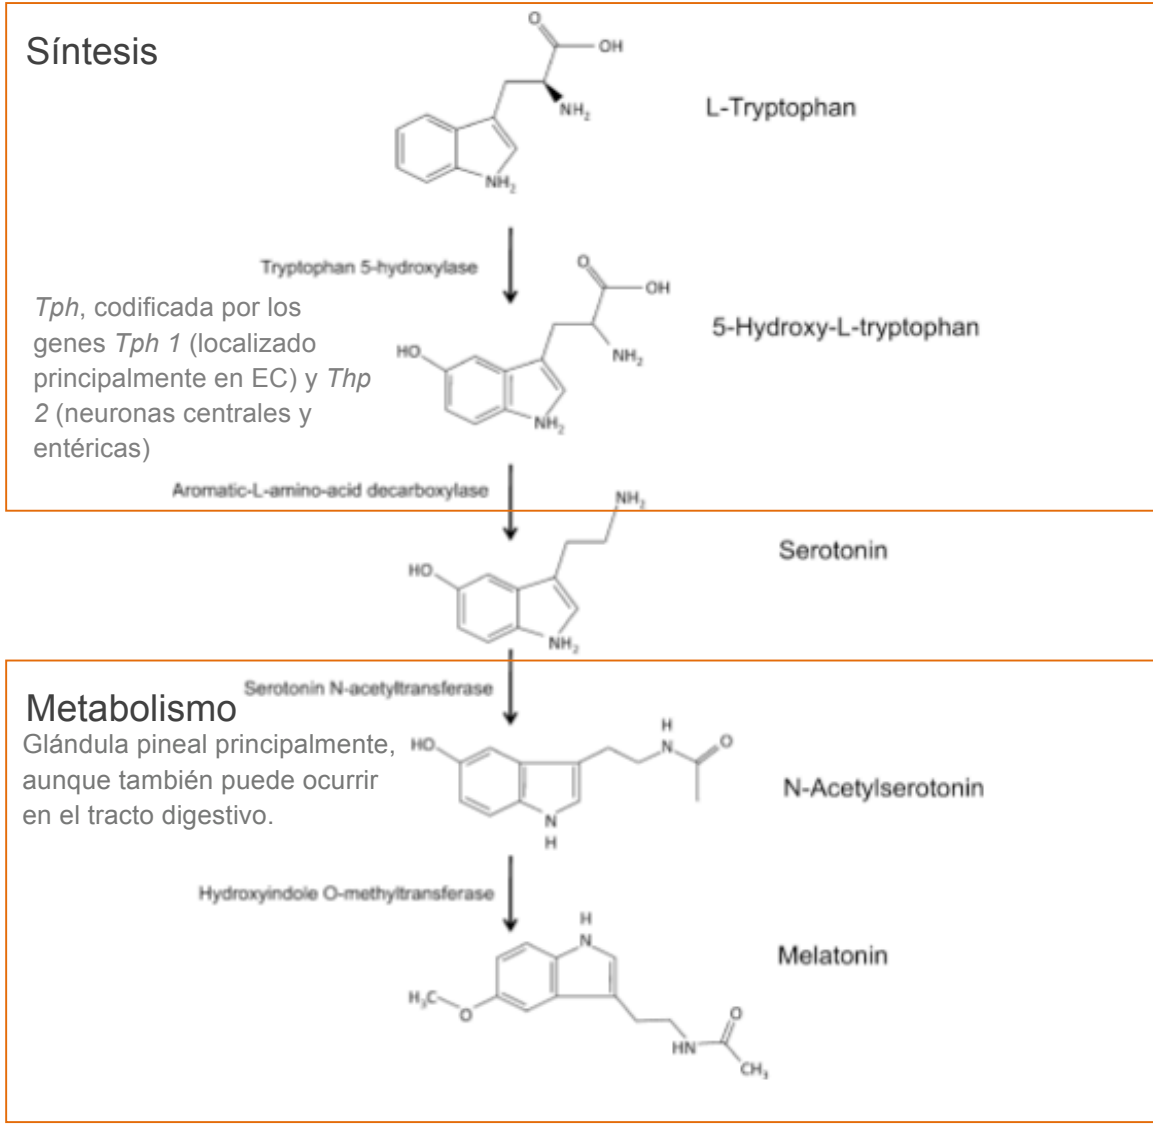 Síntesis
O
OH
NH₂
NH₂
L-Tryptophan
Tryptophan 5-hydroxylase
O
OH
Tph, codificada por los
genes Tph 1 (localizado
principalmente en EC) y Thp
2 (neuronas centrales y
entéricas)
HO
NH₂
NH₂
5-Hydroxy-L-tryptophan
Aromatic-L-amino-acid decarboxylase
NH₂
Serotonin
HO
NH₂
Serotonin N-acetyltransferase
Metabolismo
Glándula pineal principalmente,
aunque también puede ocurrir
en el tracto digestivo.
H
N
O
HO
N
H
N-Acetylserotonin
Hydroxyindole O-methyltransferase
H
N
Melatonin
H₃C
O
O
HN
CH₃